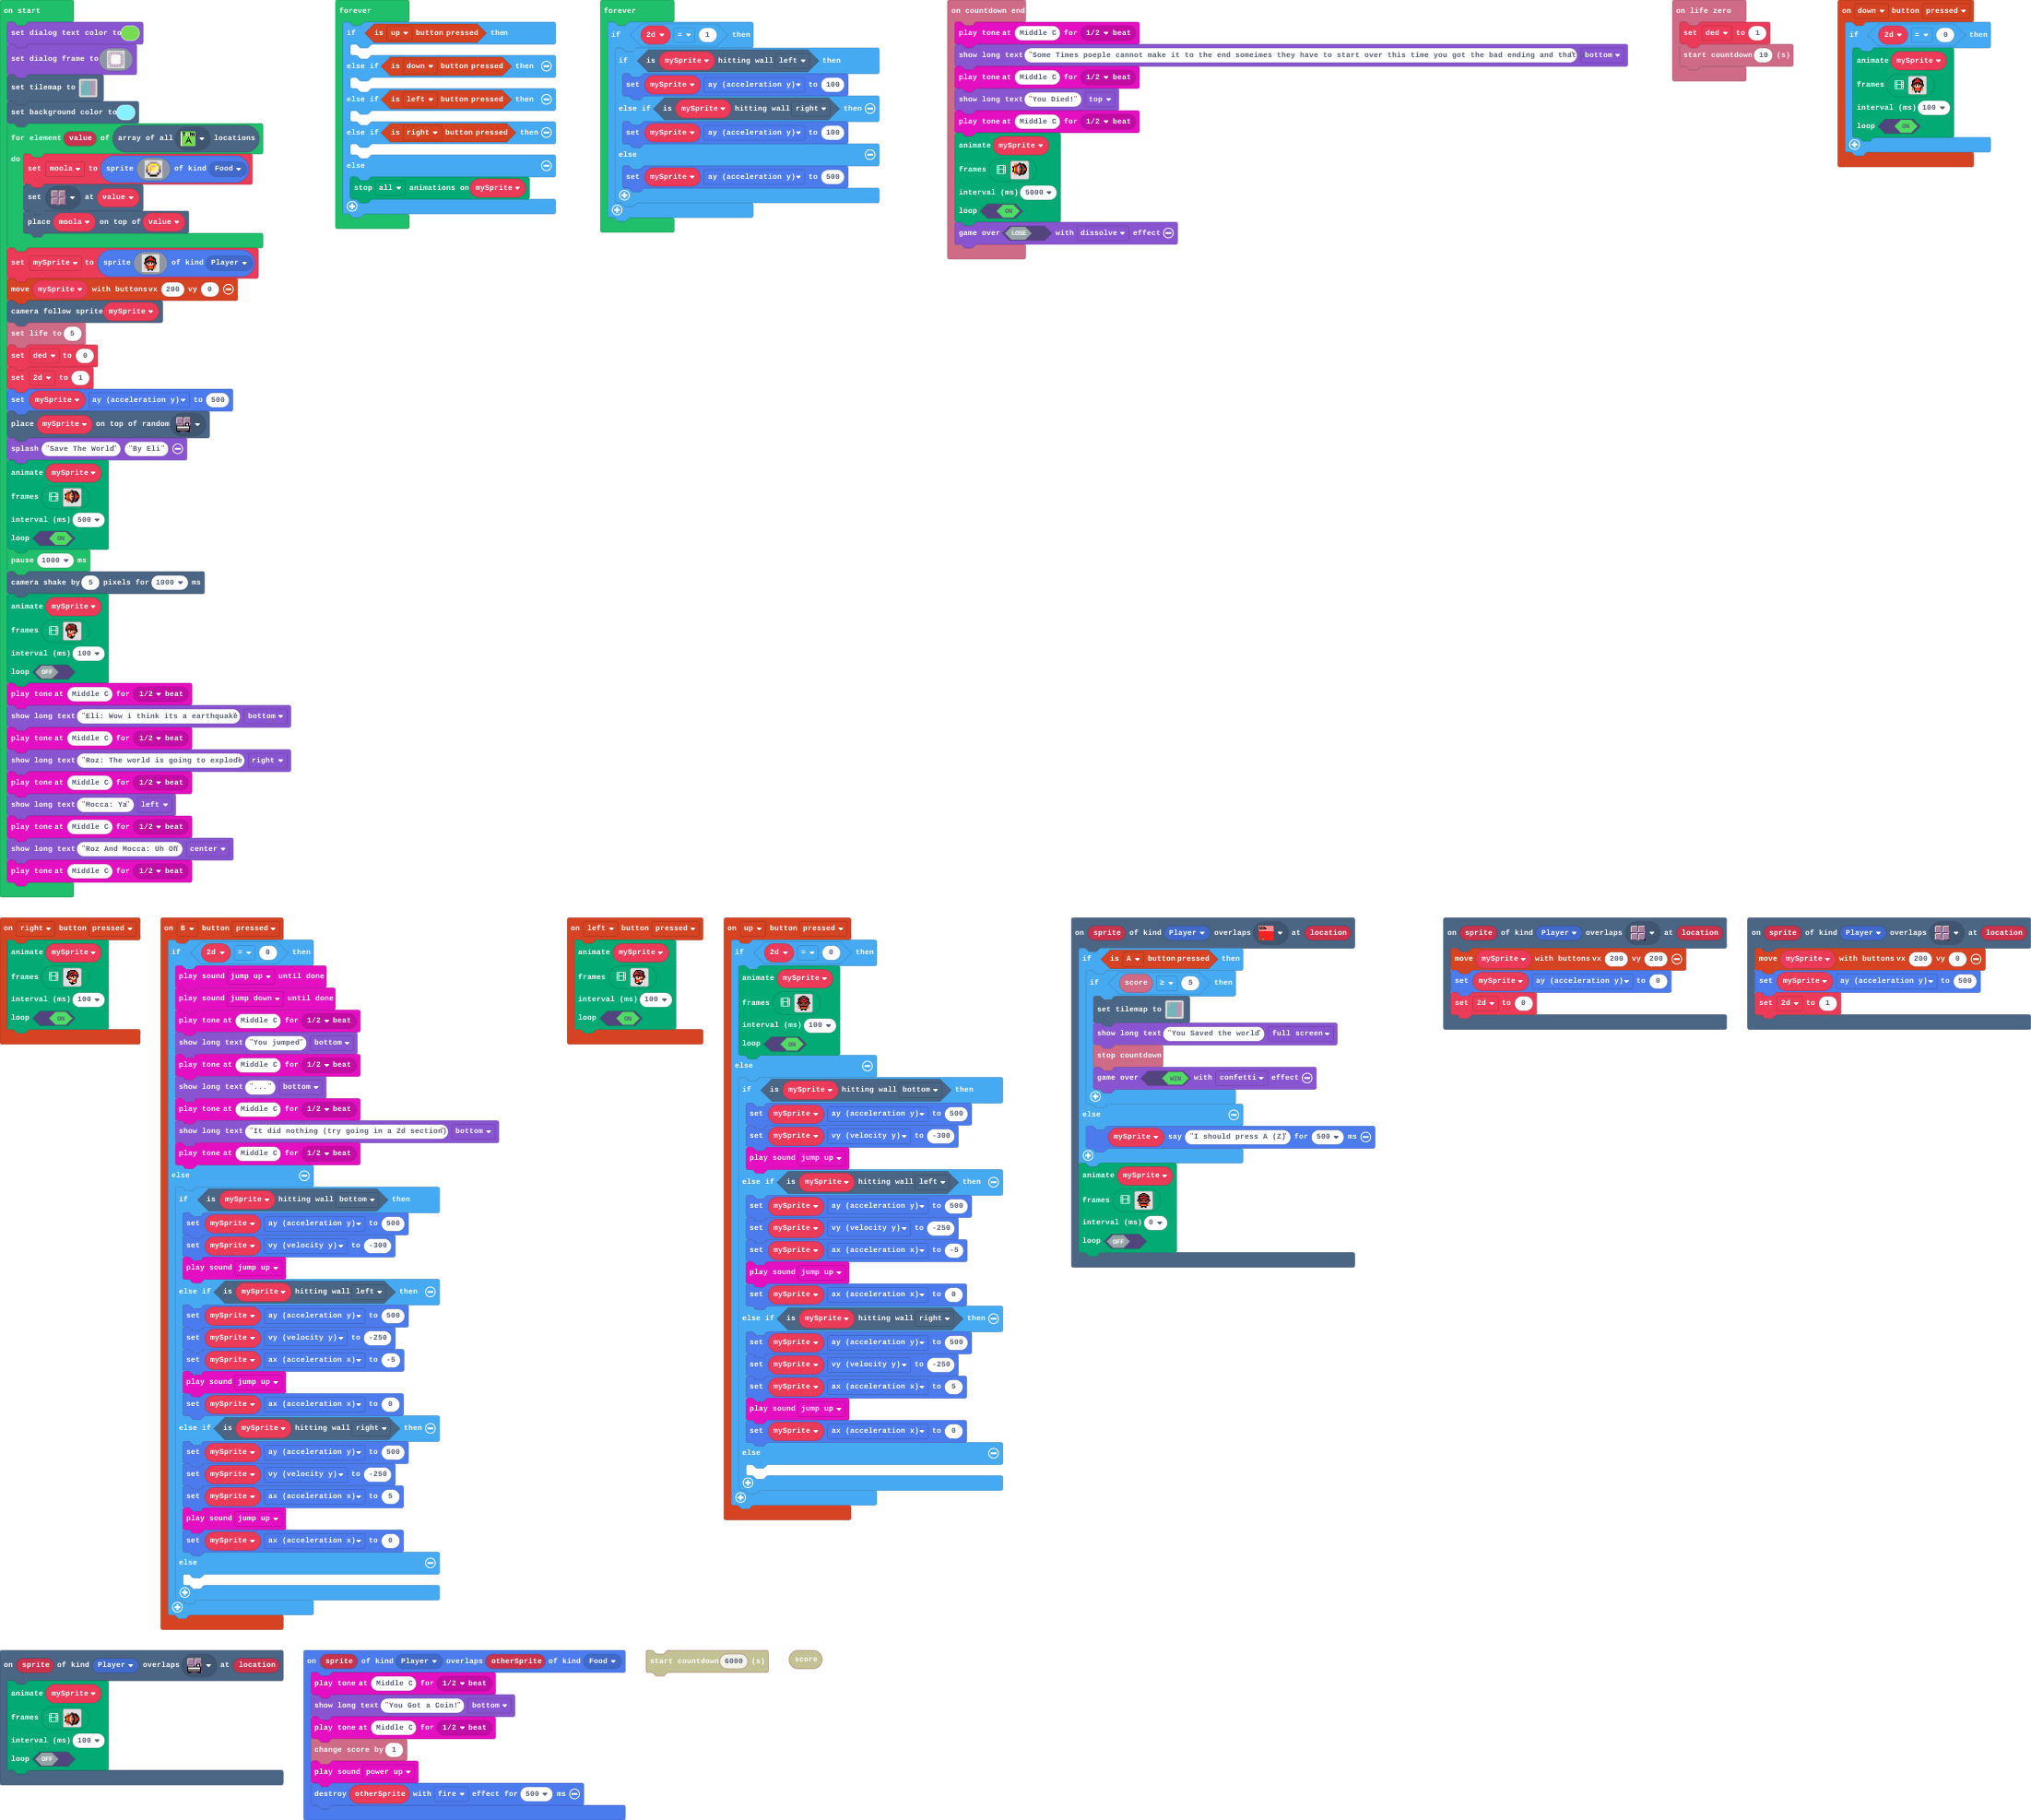 on start
set dialog text color to
set dialog frame to
set tilemap to
set background color to
for element value of array of all locations
do
set moola to sprite of kind Food
set at value
place moola on top of value
set mySprite to sprite of kind Player
move mySprite with buttons vx 200 vy 0
camera follow sprite mySprite
set life to 5
set ded to 0
set 2d to 1
set mySprite ay (acceleration y) to 500
place mySprite on top of random
splash "Save The World" "By Eli"
animate mySprite
frames
interval (ms) 500
loop ON
pause 1000 ms
camera shake by 5 pixels for 1000 ms
animate mySprite
frames
interval (ms) 100
loop OFF
play tone at Middle C for 1/2 beat
show long text "Eli: Wow i think its a earthquake" bottom
play tone at Middle C for 1/2 beat
show long text "Roz: The world is going to explode" right
play tone at Middle C for 1/2 beat
show long text "Mocca: Ya" left
play tone at Middle C for 1/2 beat
show long text "Roz And Mocca: Uh Oh" center
play tone at Middle C for 1/2 beat
forever
if is up button pressed then
else if is down button pressed then
else if is left button pressed then
else if is right button pressed then
else
stop all animations on mySprite
forever
if 2d = 1 then
if is mySprite hitting wall left then
set mySprite ay (acceleration y) to 100
else if is mySprite hitting wall right then
set mySprite ay (acceleration y) to 100
else
set mySprite ay (acceleration y) to 500
on countdown end
play tone at Middle C for 1/2 beat
show long text "Some Times poeple cannot make it to the end someimes they have to start over this time you got the bad ending and that bottom
play tone at Middle C for 1/2 beat
show long text "You Died!" top
play tone at Middle C for 1/2 beat
animate mySprite
frames
interval (ms) 5000
loop ON
game over LOSE with dissolve effect
on life zero
set ded to 1
start countdown 10 (s)
on down button pressed
if 2d = 0 then
animate mySprite
frames
interval (ms) 100
loop ON
on right button pressed
animate mySprite
frames
interval (ms) 100
loop ON
on B button pressed
if 2d = 0 then
play sound jump up until done
play sound jump down until done
play tone at Middle C for 1/2 beat
show long text "You jumped" bottom
play tone at Middle C for 1/2 beat
show long text "..." bottom
play tone at Middle C for 1/2 beat
show long text "It did nothing (try going in a 2d section)" bottom
play tone at Middle C for 1/2 beat
else
if is mySprite hitting wall bottom then
set mySprite ay (acceleration y) to 500
set mySprite vy (velocity y) to -300
play sound jump up
else if is mySprite hitting wall left then
set mySprite ay (acceleration y) to 500
set mySprite vy (velocity y) to -250
set mySprite ax (acceleration x) to -5
play sound jump up
set mySprite ax (acceleration x) to 0
else if is mySprite hitting wall right then
set mySprite ay (acceleration y) to 500
set mySprite vy (velocity y) to -250
set mySprite ax (acceleration x) to 5
play sound jump up
set mySprite ax (acceleration x) to 0
else
on left button pressed
animate mySprite
frames
interval (ms) 100
loop ON
on up button pressed
if 2d = 0 then
animate mySprite
frames
interval (ms) 100
loop ON
else
if is mySprite hitting wall bottom then
set mySprite ay (acceleration y) to 500
set mySprite vy (velocity y) to -300
play sound jump up
else if is mySprite hitting wall left then
set mySprite ay (acceleration y) to 500
set mySprite vy (velocity y) to -250
set mySprite ax (acceleration x) to -5
play sound jump up
set mySprite ax (acceleration x) to 0
else if is mySprite hitting wall right then
set mySprite ay (acceleration y) to 500
set mySprite vy (velocity y) to -250
set mySprite ax (acceleration x) to 5
play sound jump up
set mySprite ax (acceleration x) to 0
else
on sprite of kind Player overlaps at location
if is A button pressed then
if score ≥ 5 then
set tilemap to
show long text "You Saved the world" full screen
stop countdown
game over WIN with confetti effect
else
mySprite say "I should press A (Z)" for 500 ms
animate mySprite
frames
interval (ms) 0
loop OFF
on sprite of kind Player overlaps at location
move mySprite with buttons vx 200 vy 200
set mySprite ay (acceleration y) to 0
set 2d to 0
on sprite of kind Player overlaps at location
move mySprite with buttons vx 200 vy 0
set mySprite ay (acceleration y) to 500
set 2d to 1
on sprite of kind Player overlaps at location
animate mySprite
frames
interval (ms) 100
loop OFF
on sprite of kind Player overlaps otherSprite of kind Food
play tone at Middle C for 1/2 beat
show long text "You Got a Coin!" bottom
play tone at Middle C for 1/2 beat
change score by 1
play sound power up
destroy otherSprite with fire effect for 500 ms
start countdown 6000 (s)
score